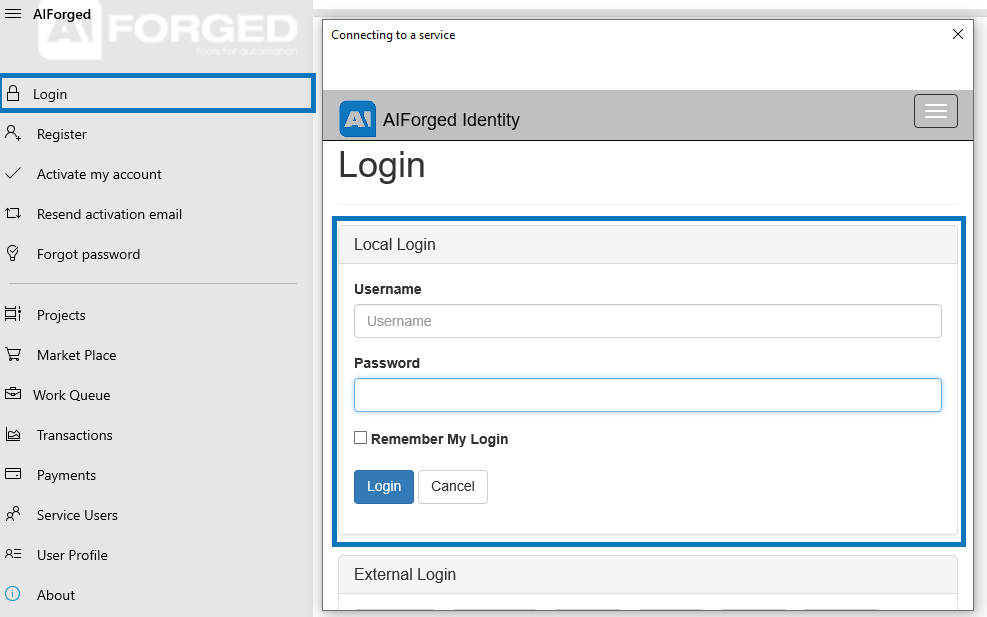 AIForged
AI FORGED
tools for automation
Login
Register
Activate my account
Resend activation email
Forgot password
Projects
Market Place
Work Queue
Transactions
Payments
Service Users
User Profile
About
Connecting to a service
AI AIForged Identity
Login
Local Login
Username
Username
Password
Remember My Login
Login Cancel
External Login